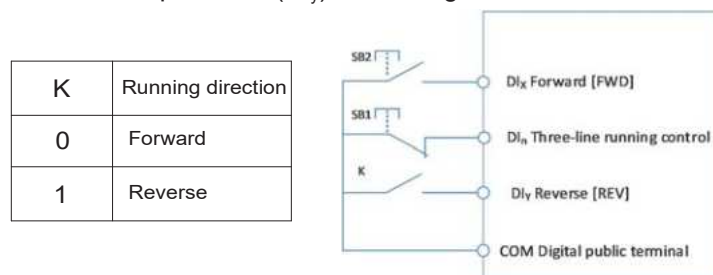 K Running direction
0 Forward
1 Reverse
SB2
DIx Forward [FWD]
SB1
DIn Three-line running control
K
DIy Reverse [REV]
COM Digital public terminal